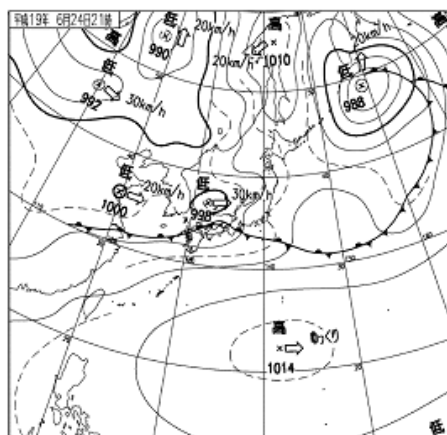 平成19年 6月24日21時
低
990
20km/h
高
低
992
30km/h
高
20km/h
1010
低
20km/h
988
高
低
20km/h
1000
低
30km/h
998
高
ゆっくり
1014
低